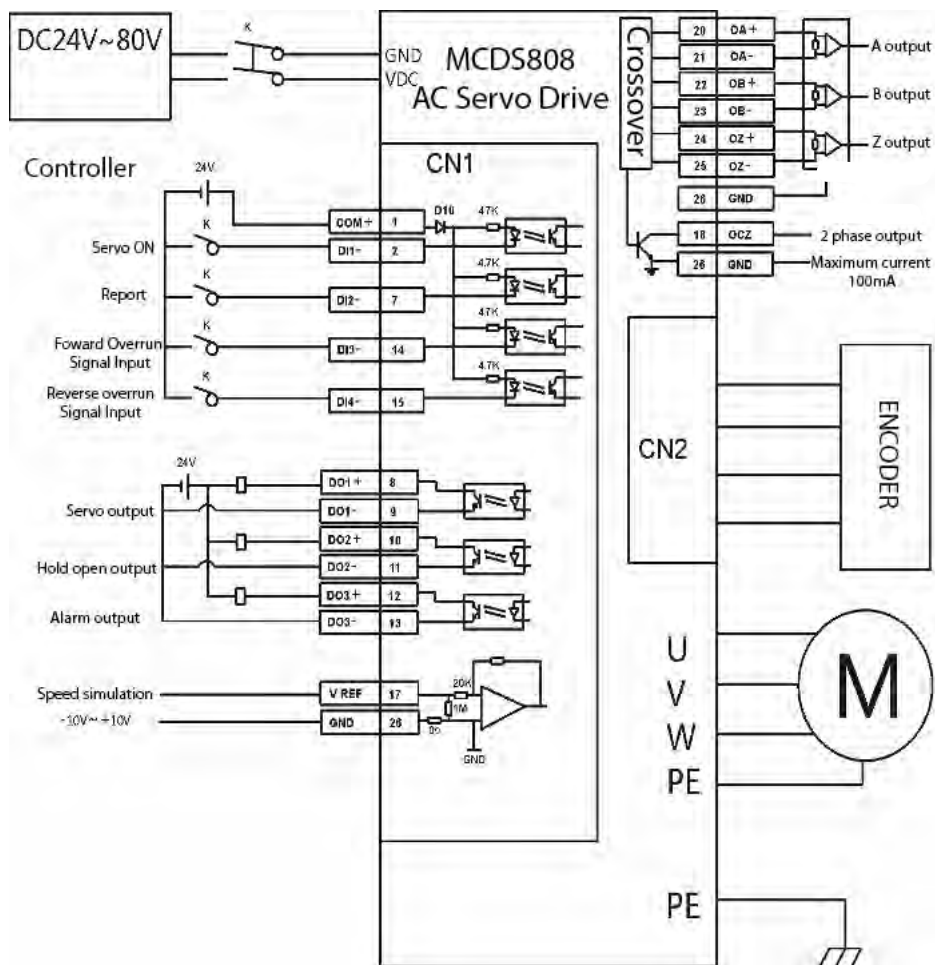 DC24V~80V
K
GND
VDC
MCDS808
AC Servo Drive
Crossover
20 OA+
21 OA-
A output
22 OB+
23 OB-
B output
24 OZ+
25 OZ-
Z output
GND
18 OCZ
2 phase output
26 GND
Maximum current
100mA
Controller
CN1
24V
COM+ 1
D16
47K
K
Servo ON
DI1- 2
4.7K
K
Report
DI2- 7
4.7K
K
Foward Overrun
Signal Input
DI3- 14
4.7K
K
Reverse overrun
Signal Input
DI4- 15
CN2
ENCODER
24V
DO1+ 8
Servo output
DO1- 9
DO2+ 10
Hold open output
DO2- 11
DO3+ 12
Alarm output
DO3- 13
Speed simulation
V REF 17
20K
1M
-10V~+10V
GND 26
GND
U
V
W
PE
M
PE